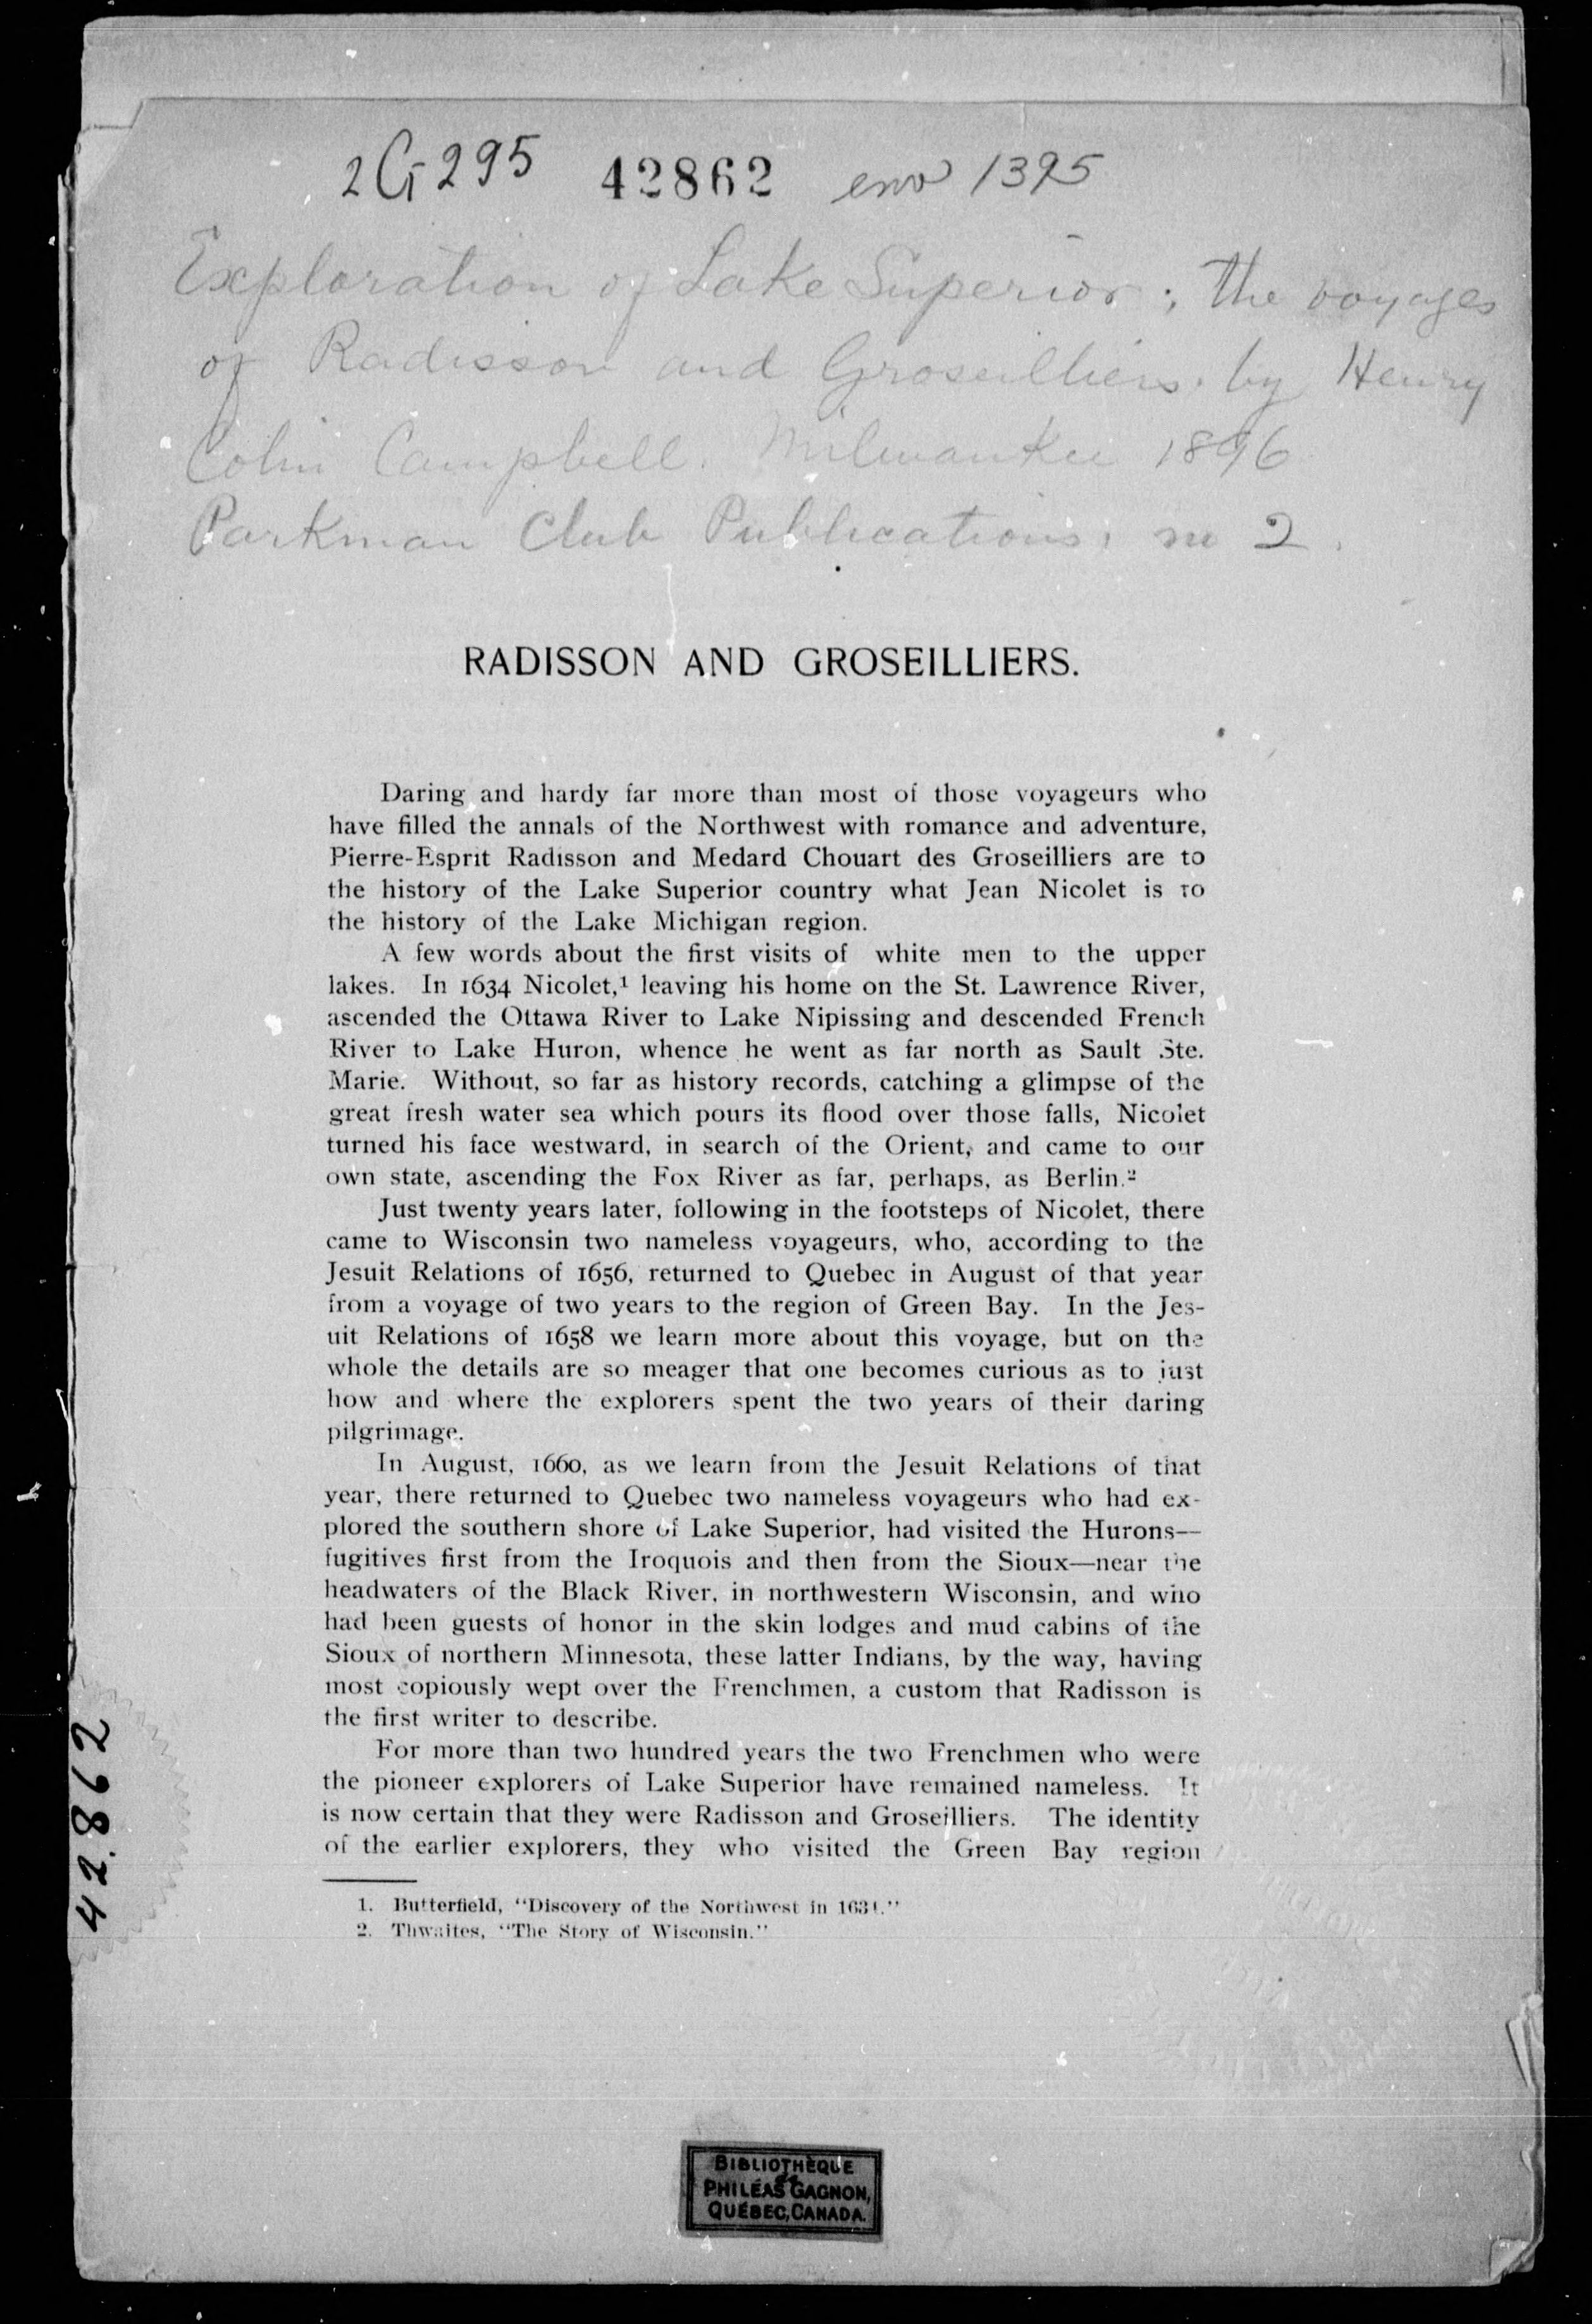 2G295 42862 env 1395
Exploration of Lake Superior; the voyages
of Radisson and Groseilliers. by Henry
Colin Campbell. Milwaukee 1896
Parkman Club Publications, no 2.
RADISSON AND GROSEILLIERS.
Daring and hardy far more than most of those voyageurs who
have filled the annals of the Northwest with romance and adventure,
Pierre-Esprit Radisson and Medard Chouart des Groseilliers are to
the history of the Lake Superior country what Jean Nicolet is to
the history of the Lake Michigan region.
A few words about the first visits of white men to the upper
lakes. In 1634 Nicolet,¹ leaving his home on the St. Lawrence River,
ascended the Ottawa River to Lake Nipissing and descended French
River to Lake Huron, whence he went as far north as Sault Ste.
Marie. Without, so far as history records, catching a glimpse of the
great fresh water sea which pours its flood over those falls, Nicolet
turned his face westward, in search of the Orient, and came to our
own state, ascending the Fox River as far, perhaps, as Berlin.²
Just twenty years later, following in the footsteps of Nicolet, there
came to Wisconsin two nameless voyageurs, who, according to the
Jesuit Relations of 1656, returned to Quebec in August of that year
from a voyage of two years to the region of Green Bay. In the Jes-
uit Relations of 1658 we learn more about this voyage, but on the
whole the details are so meager that one becomes curious as to just
how and where the explorers spent the two years of their daring
pilgrimage.
In August, 1660, as we learn from the Jesuit Relations of that
year, there returned to Quebec two nameless voyageurs who had ex-
plored the southern shore of Lake Superior, had visited the Hurons—
fugitives first from the Iroquois and then from the Sioux—near the
headwaters of the Black River, in northwestern Wisconsin, and who
had been guests of honor in the skin lodges and mud cabins of the
Sioux of northern Minnesota, these latter Indians, by the way, having
most copiously wept over the Frenchmen, a custom that Radisson is
the first writer to describe.
For more than two hundred years the two Frenchmen who were
the pioneer explorers of Lake Superior have remained nameless. It
is now certain that they were Radisson and Groseilliers. The identity
of the earlier explorers, they who visited the Green Bay region
1. Butterfield, "Discovery of the Northwest in 1634."
2. Thwaites, "The Story of Wisconsin."
42.862
BIBLIOTHÈQUE
de
PHILÉAS GAGNON,
QUÉBEC, CANADA.